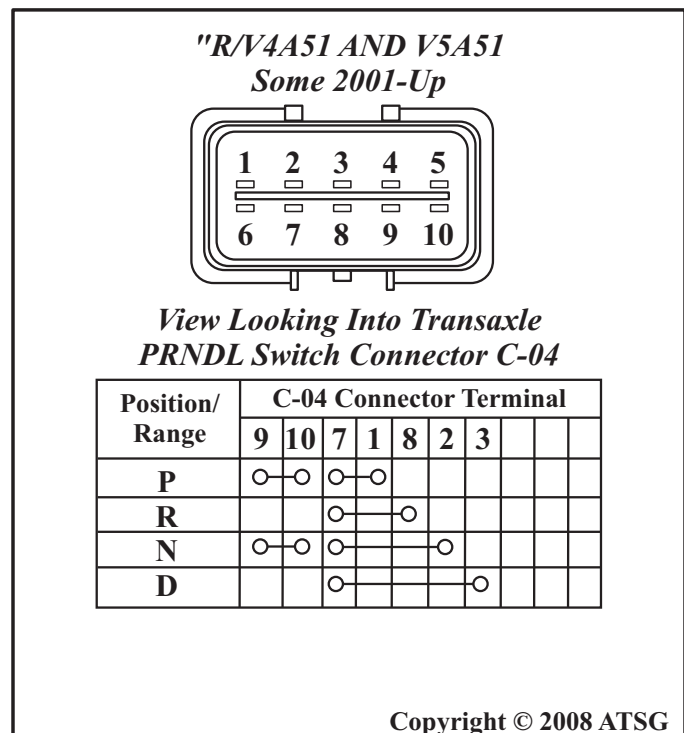 "R/V4A51 AND V5A51
Some 2001-Up
1 2 3 4 5
6 7 8 9 10
View Looking Into Transaxle
PRNDL Switch Connector C-04
Position/
Range
C-04 Connector Terminal
9 10 7 1 8 2 3
P
R
N
D
Copyright © 2008 ATSG